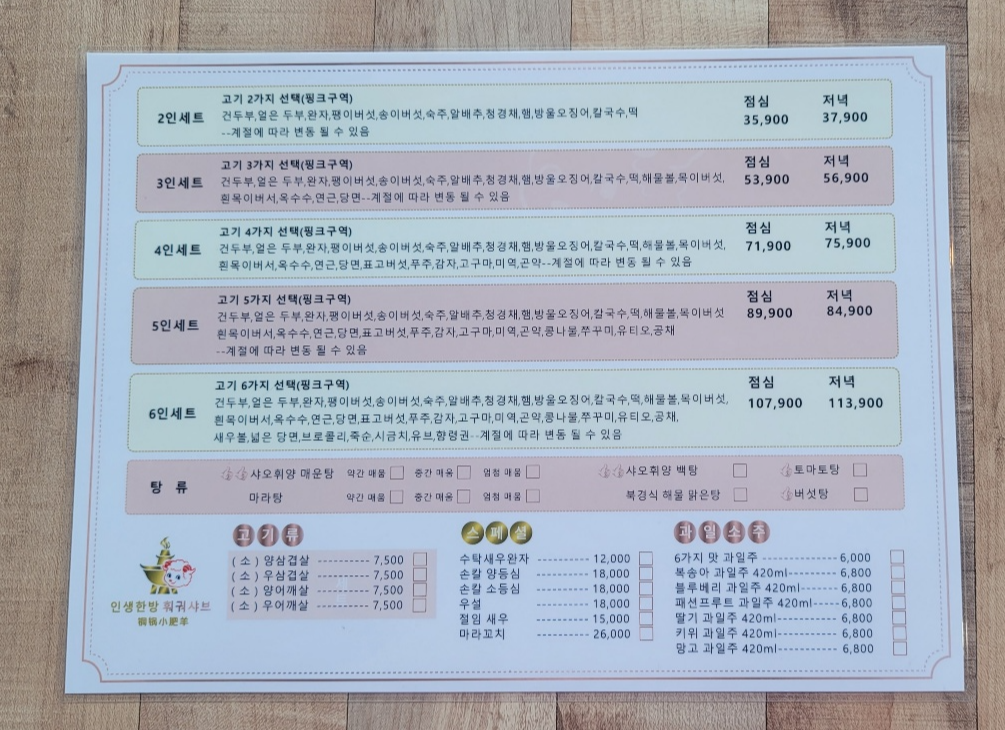 2인세트
고기 2가지 선택(핑크구역)
건두부,얼은 두부,완자,팽이버섯,송이버섯,숙주,알배추,청경채,햄,방울오징어,칼국수,떡
--계절에 따라 변동 될 수 있음
점심 저녁
35,900 37,900
3인세트
고기 3가지 선택(핑크구역)
건두부,얼은 두부,완자,팽이버섯,송이버섯,숙주,알배추,청경채,햄,방울오징어,칼국수,떡,해물볼,목이버섯,
흰목이버서,옥수수,연근,당면--계절에 따라 변동 될 수 있음
점심 저녁
53,900 56,900
4인세트
고기 4가지 선택(핑크구역)
건두부,얼은 두부,완자,팽이버섯,송이버섯,숙주,알배추,청경채,햄,방울오징어,칼국수,떡,해물볼,목이버섯,
흰목이버서,옥수수,연근,당면,표고버섯,푸주,감자,고구마,미역,곤약--계절에 따라 변동 될 수 있음
점심 저녁
71,900 75,900
5인세트
고기 5가지 선택(핑크구역)
건두부,얼은 두부,완자,팽이버섯,송이버섯,숙주,알배추,청경채,햄,방울오징어,칼국수,떡,해물볼,목이버섯
흰목이버서,옥수수,연근,당면,표고버섯,푸주,감자,고구마,미역,곤약,콩나물,쭈꾸미,유티오,공채
--계절에 따라 변동 될 수 있음
점심 저녁
89,900 84,900
6인세트
고기 6가지 선택(핑크구역)
건두부,얼은 두부,완자,팽이버섯,송이버섯,숙주,알배추,청경채,햄,방울오징어,칼국수,떡,해물볼,목이버섯,
흰목이버서,옥수수,연근,당면,표고버섯,푸주,감자,고구마,미역,곤약,콩나물,쭈꾸미,유티오,공채,
새우볼,넓은 당면,브로콜리,죽순,시금치,유브,향령권--계절에 따라 변동 될 수 있음
점심 저녁
107,900 113,900
탕 류
샤오휘양 매운탕 약간 매움 중간 매움 엄청 매움 샤오휘양 백탕 토마토탕
마라탕 약간 매움 중간 매움 엄청 매움 북경식 해물 맑은탕 버섯탕
인생한방 훠궈샤브
铜锅小肥羊
고기류
( 소 ) 양삼겹살 ---------- 7,500
( 소 ) 우삼겹살 ---------- 7,500
( 소 ) 양어깨살 ---------- 7,500
( 소 ) 우어깨살 ---------- 7,500
스페셜
수탁새우완자 ---------- 12,000
손칼 양등심 ---------- 18,000
손칼 소등심 ---------- 18,000
우설 ---------- 18,000
절임 새우 ---------- 15,000
마라꼬치 ---------- 26,000
과일소주
6가지 맛 과일주 ---------- 6,000
복숭아 과일주 420ml---------- 6,800
블루베리 과일주 420ml-------- 6,800
패션프루트 과일주 420ml----- 6,800
딸기 과일주 420ml------------ 6,800
키위 과일주 420ml------------ 6,800
망고 과일주 420ml------------ 6,800